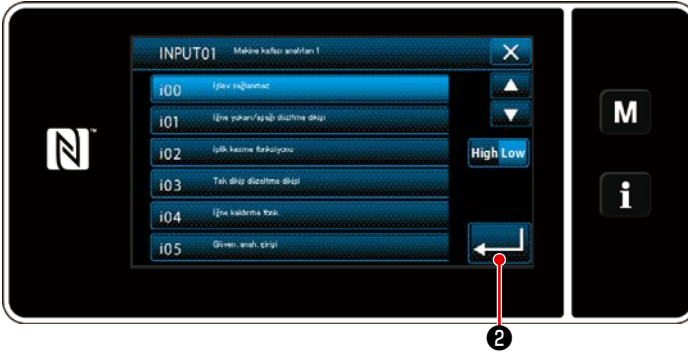 INPUT01 Makine kafası anahtarı 1
i00 İşlev sağlanmaz
i01 İğne yukarı/aşağı düzltme dikişi
i02 İplik kesme fonksiyonu
High Low
i03 Tek dikiş düzeltme dikişi
i04 İğne kaldırma fonk.
i05 Güven. anah. girişi
M
i
N
2